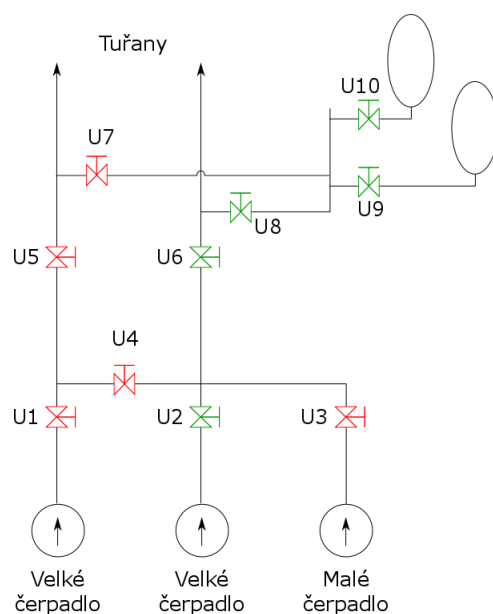 Tuřany
U10
U7
U9
U8
U5
U6
U4
U1
U2
U3
Velké
čerpadlo
Velké
čerpadlo
Malé
čerpadlo